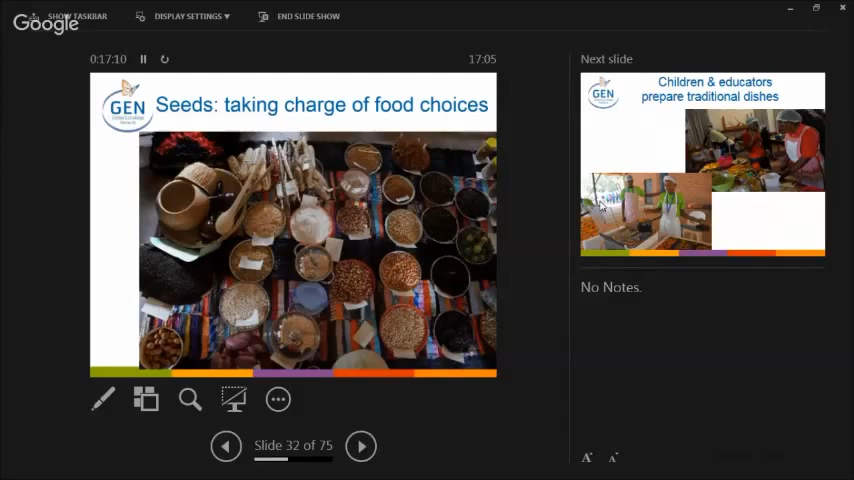 Google
SHOW TASKBAR
DISPLAY SETTINGS
END SLIDE SHOW
0:17:10
17:05
Next slide
GEN
Seeds: taking charge of food choices
GEN
Children & educators
prepare traditional dishes
No Notes.
Slide 32 of 75
A
A